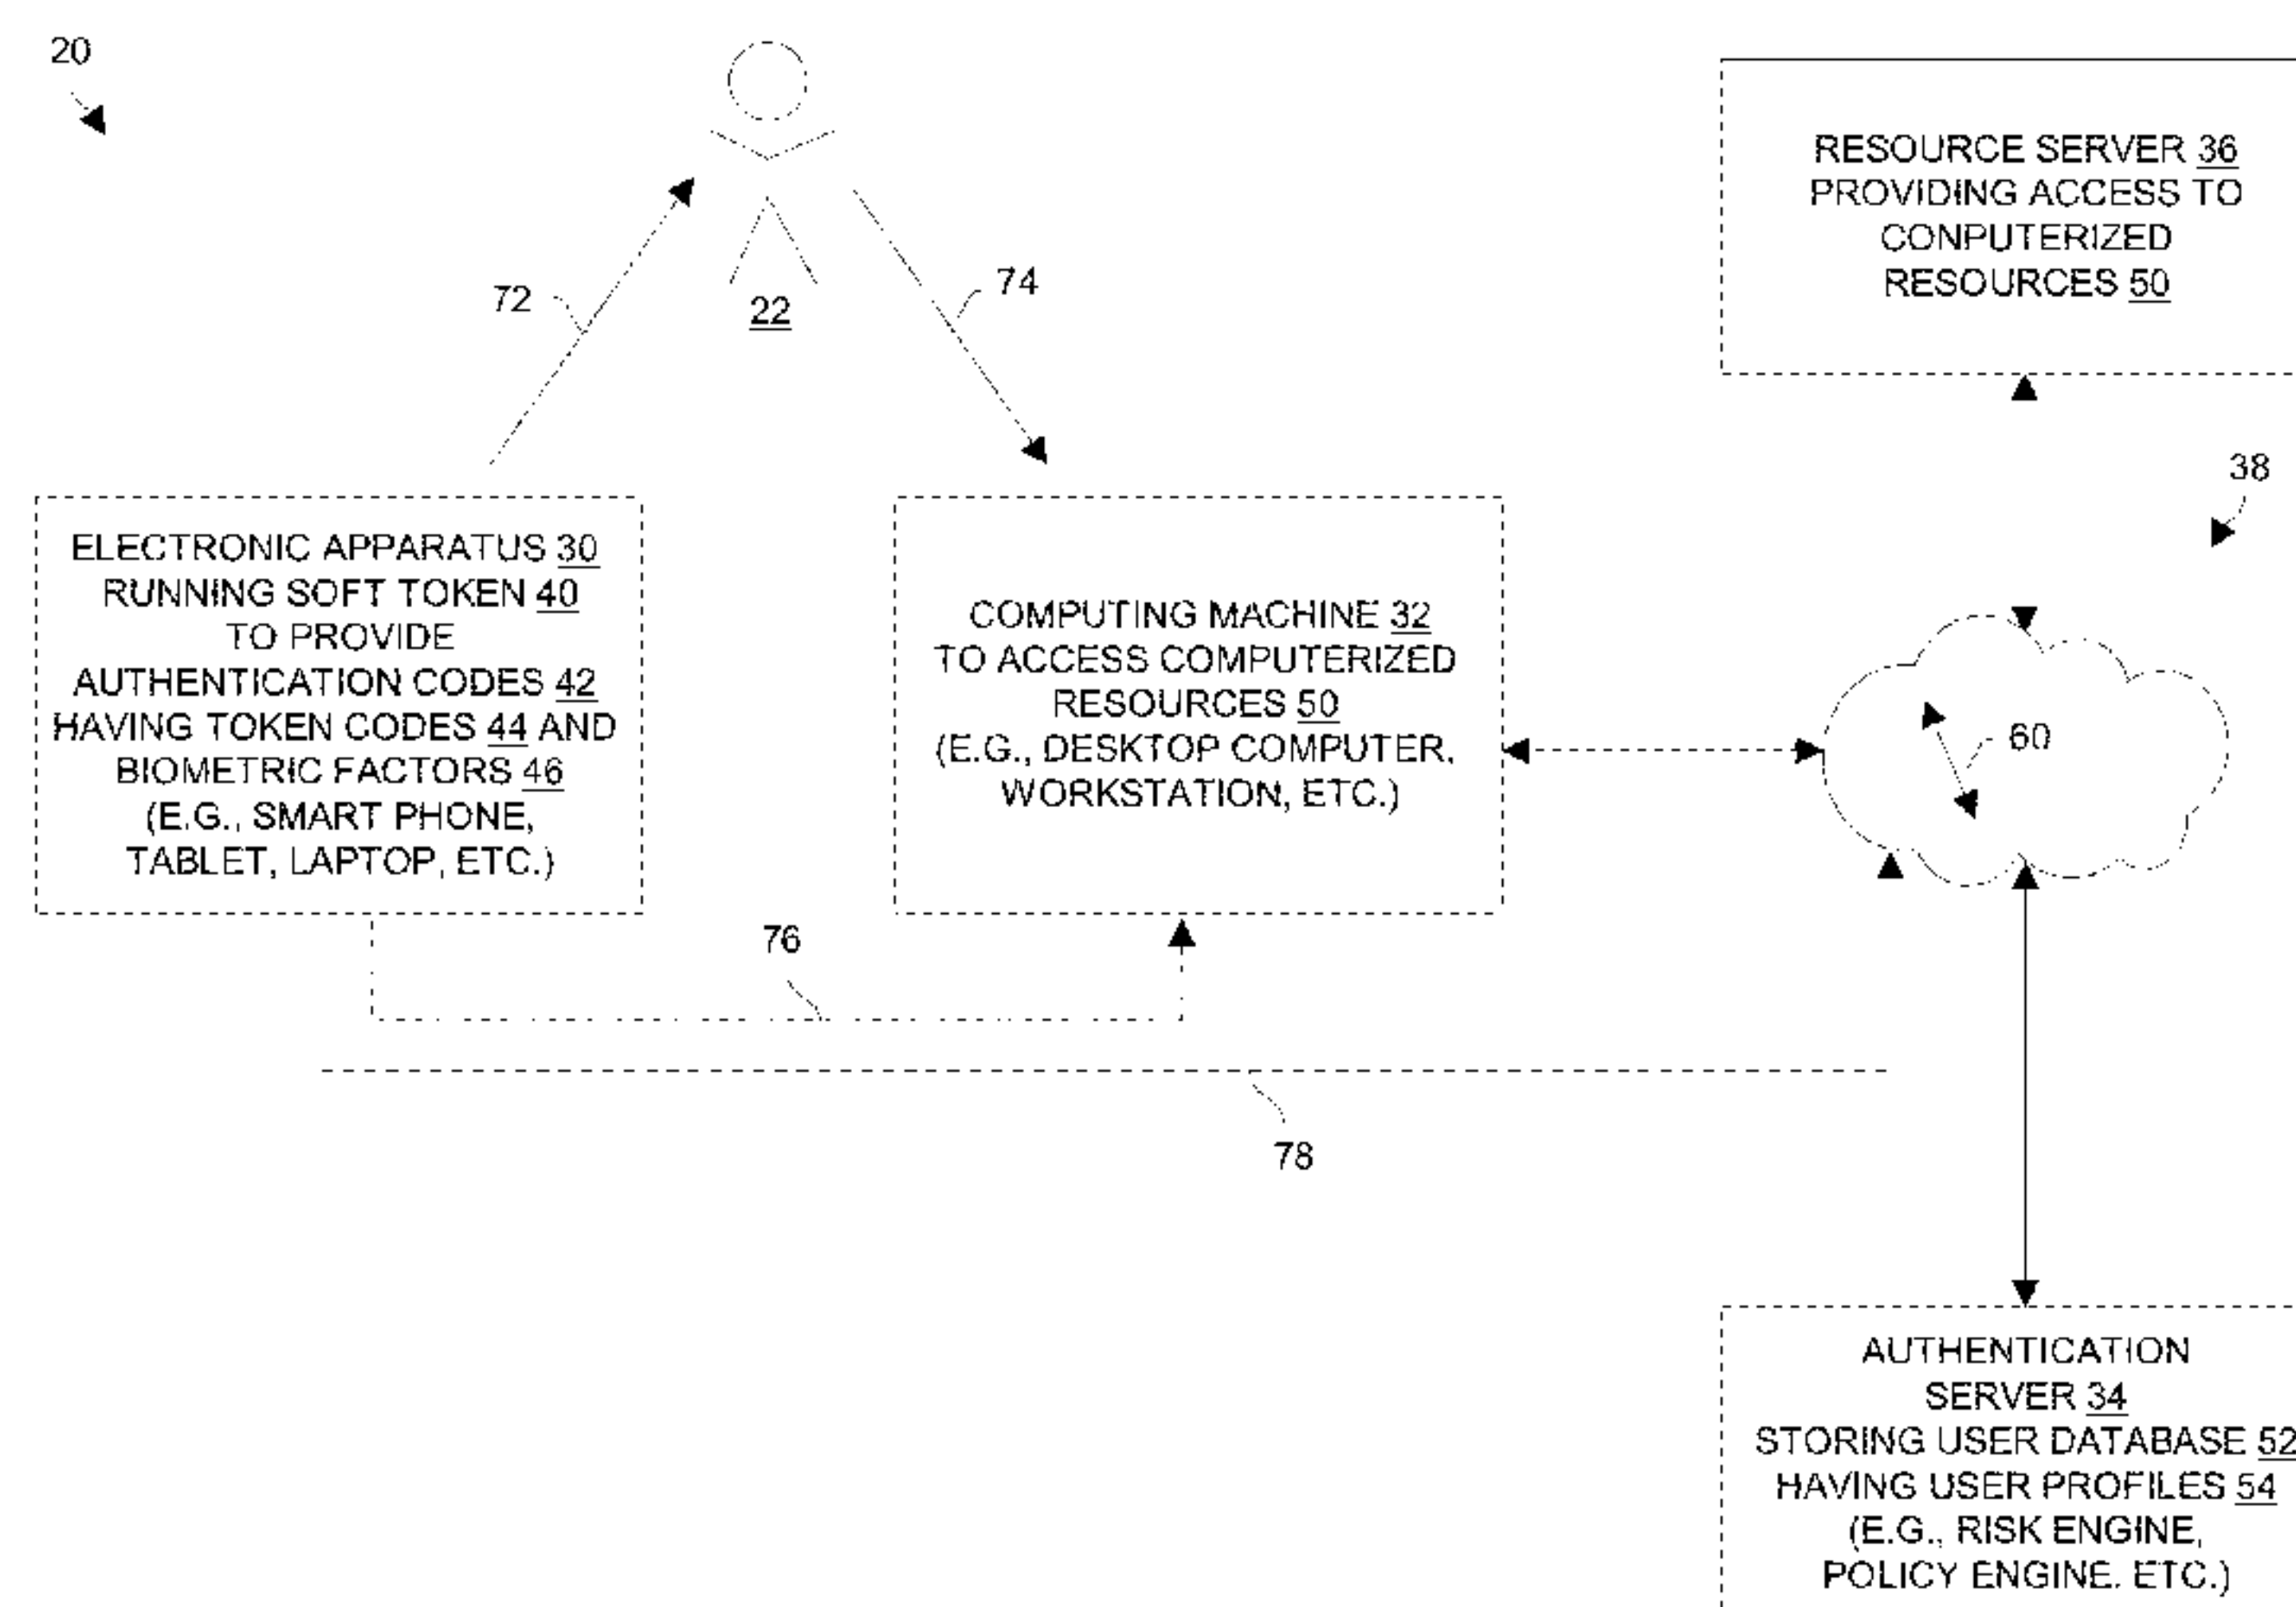 20
RESOURCE SERVER 36
PROVIDING ACCESS TO
CONPUTERIZED
RESOURCES 50
72
74
22
38
ELECTRONIC APPARATUS 30
RUNNING SOFT TOKEN 40
TO PROVIDE
AUTHENTICATION CODES 42
HAVING TOKEN CODES 44 AND
BIOMETRIC FACTORS 46
(E.G., SMART PHONE,
TABLET, LAPTOP, ETC.)
COMPUTING MACHINE 32
TO ACCESS COMPUTERIZED
RESOURCES 50
(E.G., DESKTOP COMPUTER,
WORKSTATION, ETC.)
60
76
78
AUTHENTICATION
SERVER 34
STORING USER DATABASE 52
HAVING USER PROFILES 54
(E.G., RISK ENGINE,
POLICY ENGINE, ETC.)